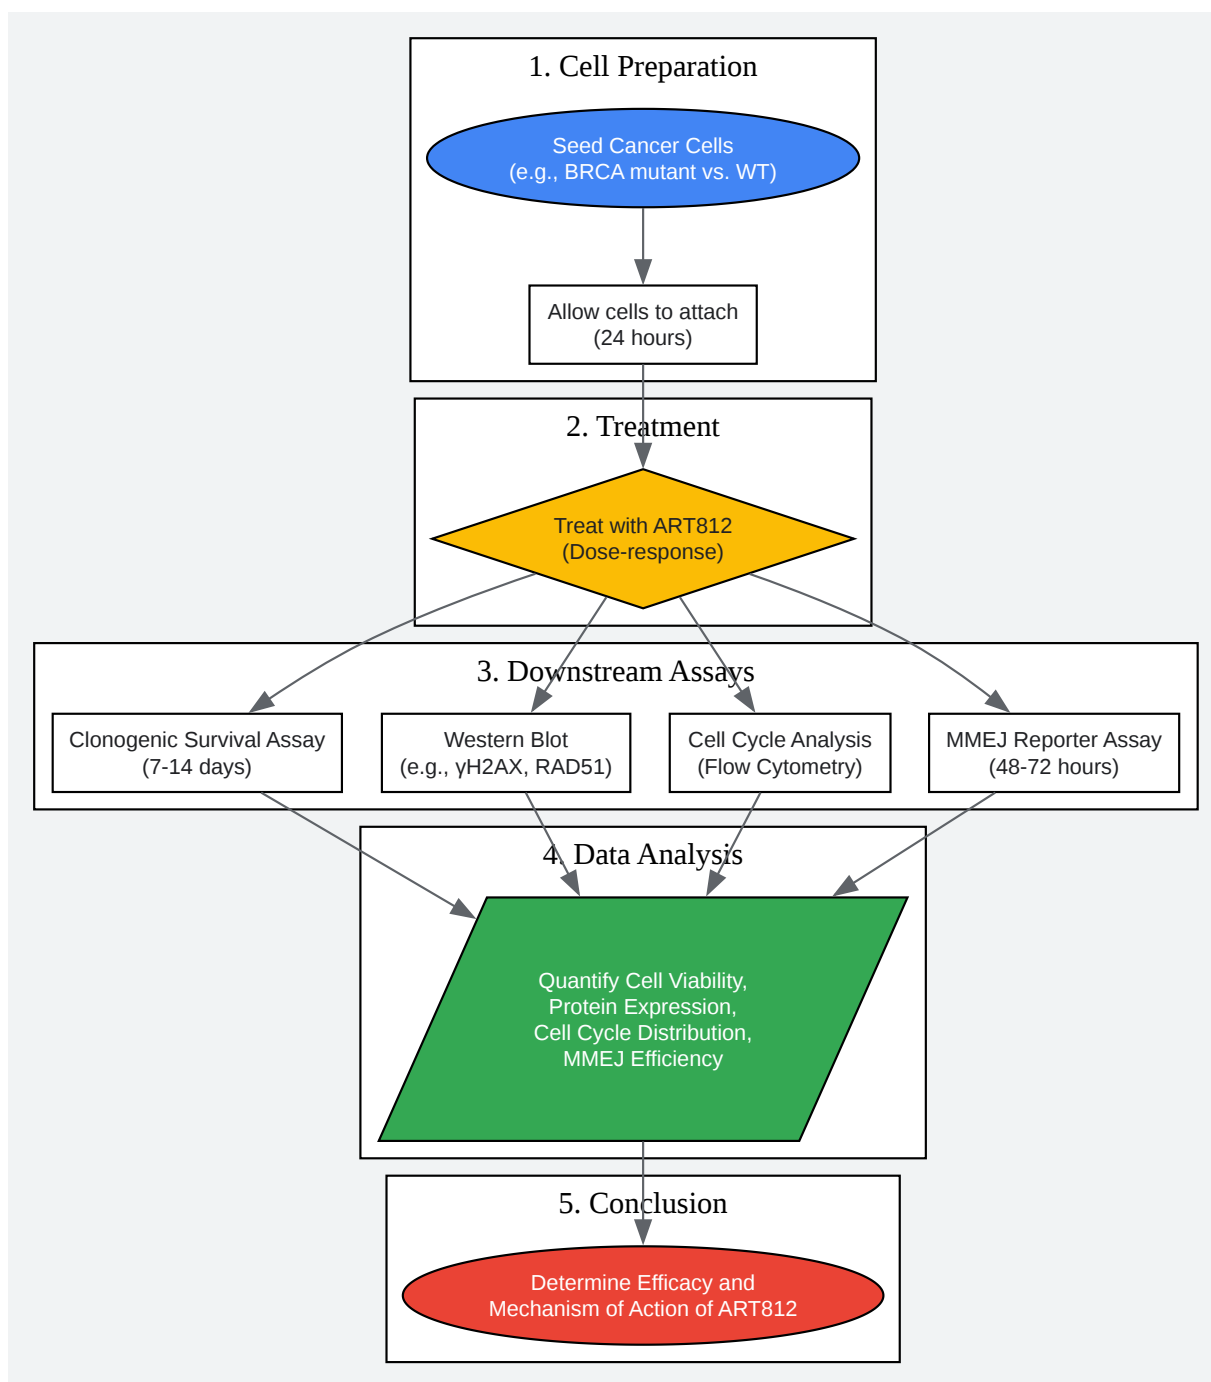 1. Cell Preparation
Seed Cancer Cells
(e.g., BRCA mutant vs. WT)
Allow cells to attach
(24 hours)
2. Treatment
Treat with ART812
(Dose-response)
3. Downstream Assays
Clonogenic Survival Assay
(7-14 days)
Western Blot
(e.g., γH2AX, RAD51)
Cell Cycle Analysis
(Flow Cytometry)
MMEJ Reporter Assay
(48-72 hours)
4. Data Analysis
Quantify Cell Viability,
Protein Expression,
Cell Cycle Distribution,
MMEJ Efficiency
5. Conclusion
Determine Efficacy and
Mechanism of Action of ART812